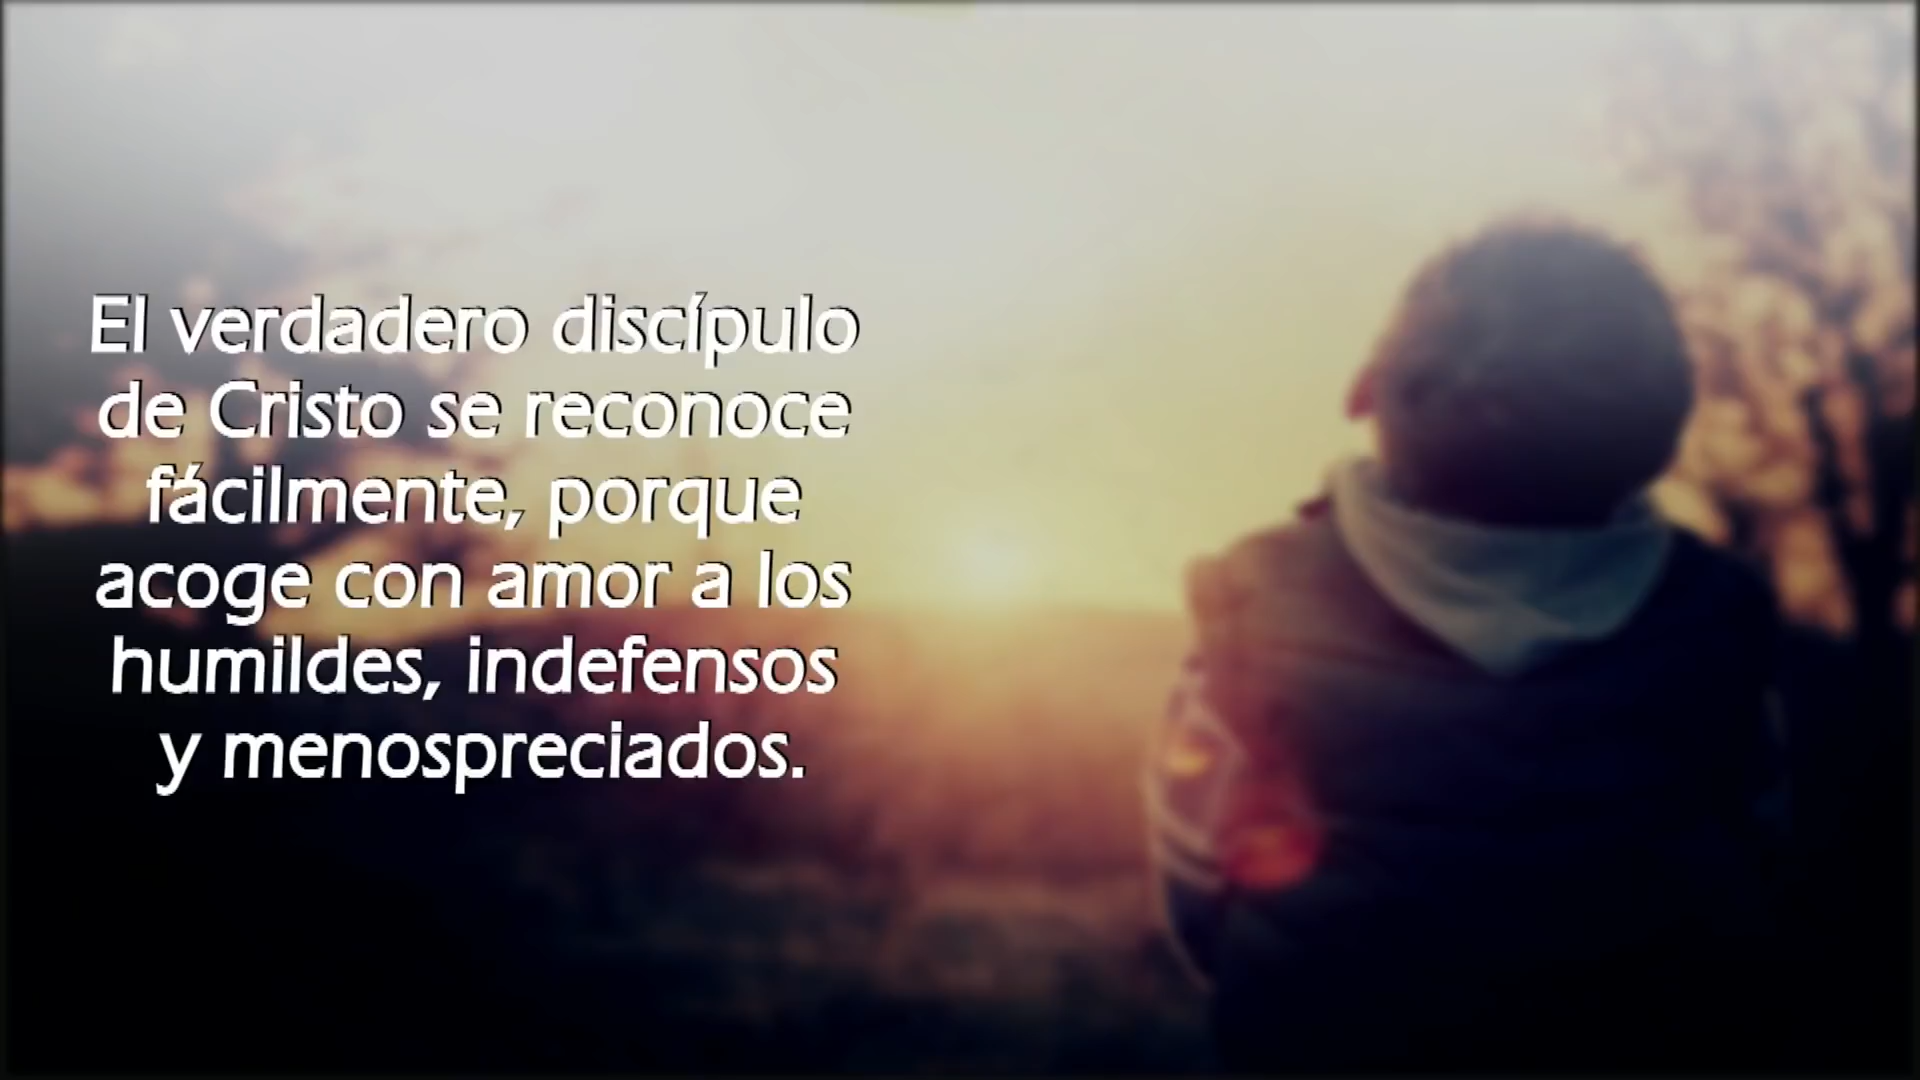 El verdadero discípulo
de Cristo se reconoce
fácilmente, porque
acoge con amor a los
humildes, indefensos
y menospreciados.